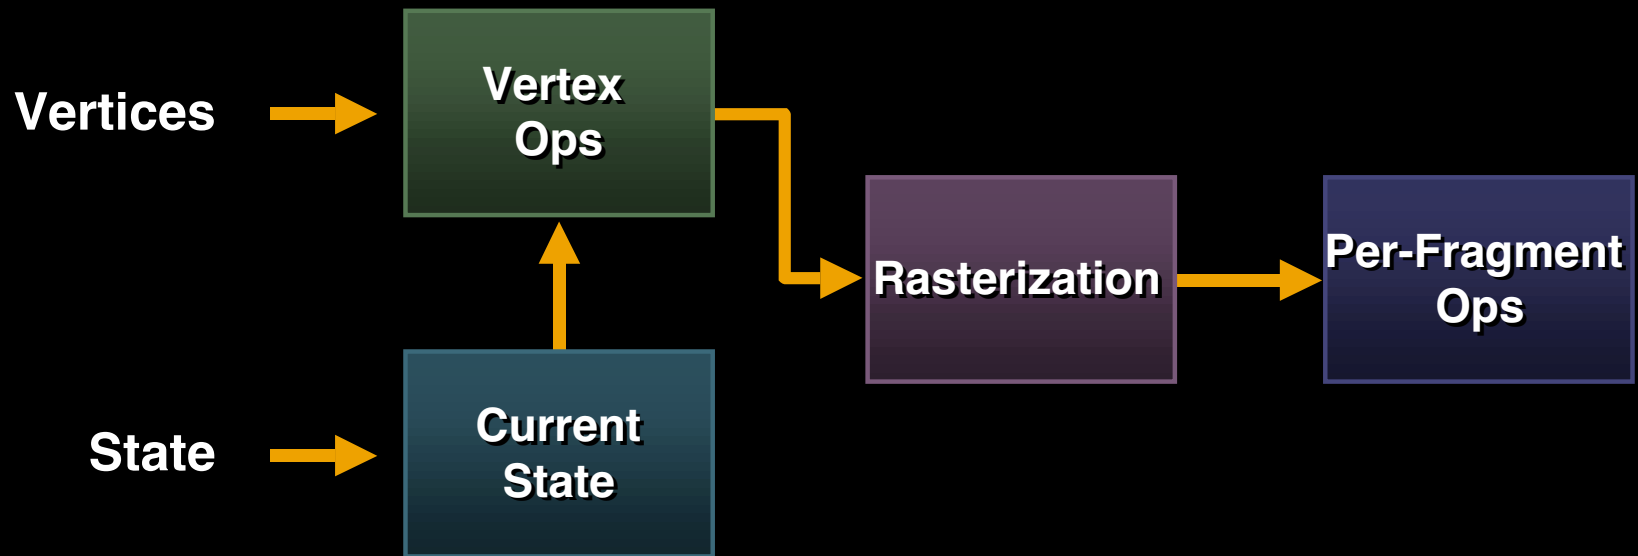 Vertices
Vertex
Ops
Rasterization
Per-Fragment
Ops
State
Current
State